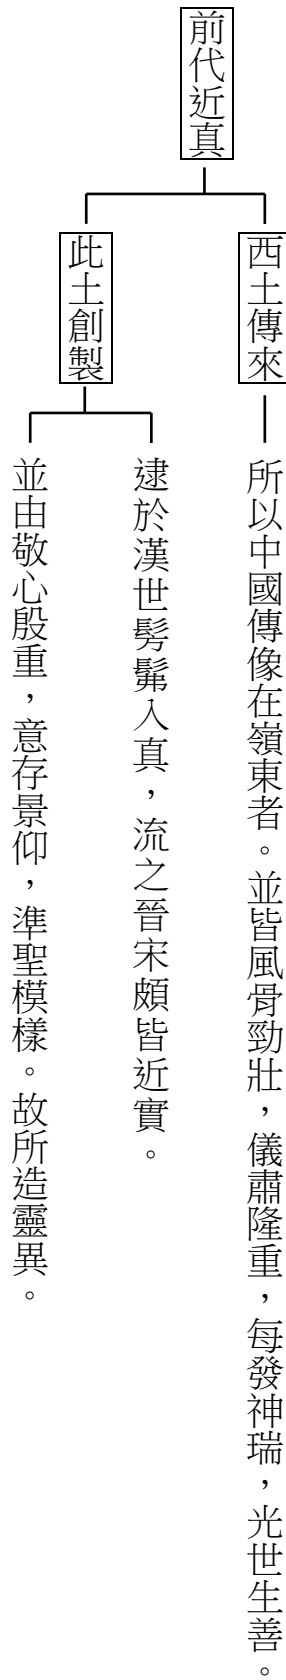 前代近真
西土傳來
所以中國傳像在嶺東者。並皆風骨勁壯，儀肅隆重，每發神瑞，光世生善。
此土創製
逮於漢世髣髴入真，流之晉宋頗皆近實。
並由敬心殷重，意存景仰，準聖模樣。故所造靈異。